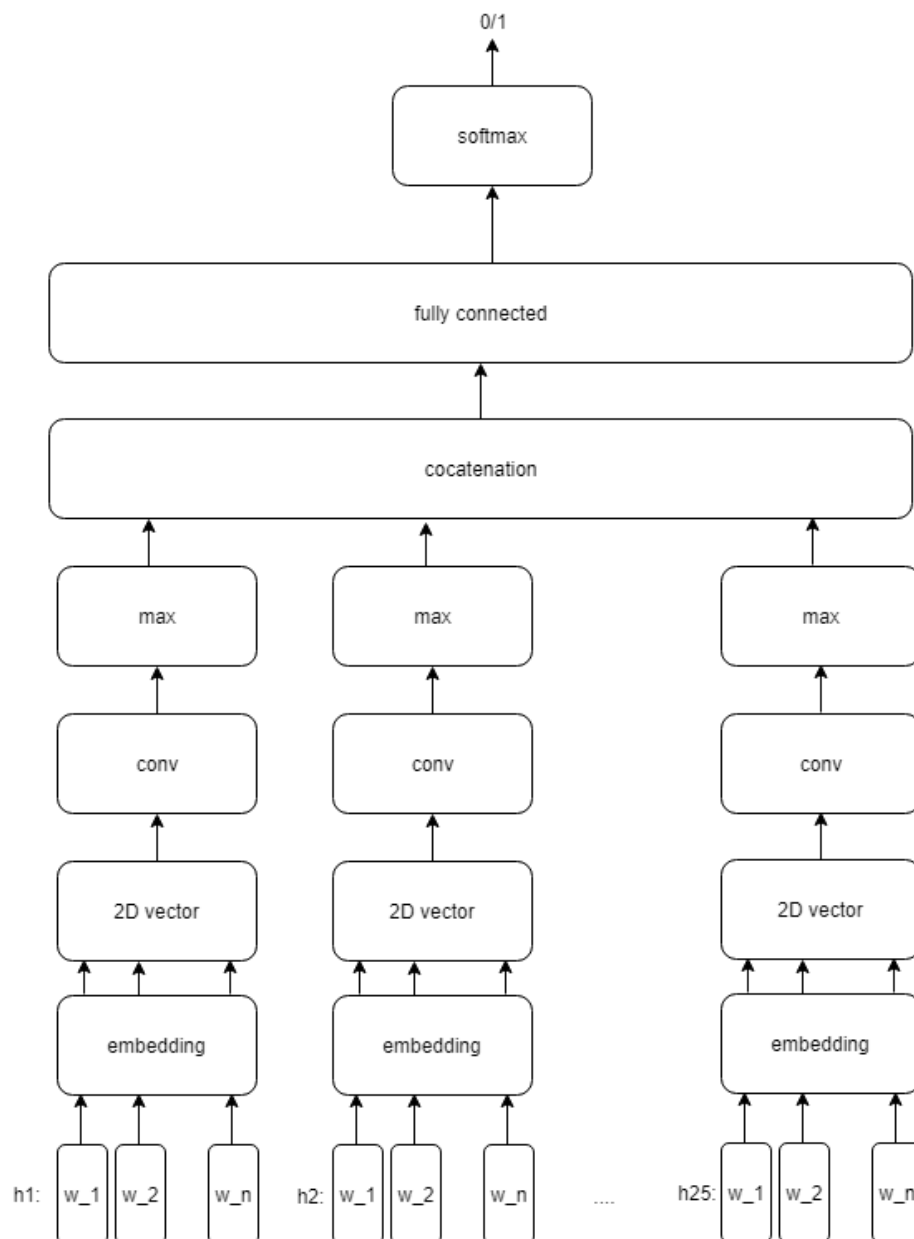 0/1
softmax
fully connected
cocatenation
max max max
conv conv conv
2D vector 2D vector 2D vector
embedding embedding embedding
h1: w_1 w_2 w_n h2: w_1 w_2 w_n .... h25: w_1 w_2 w_n